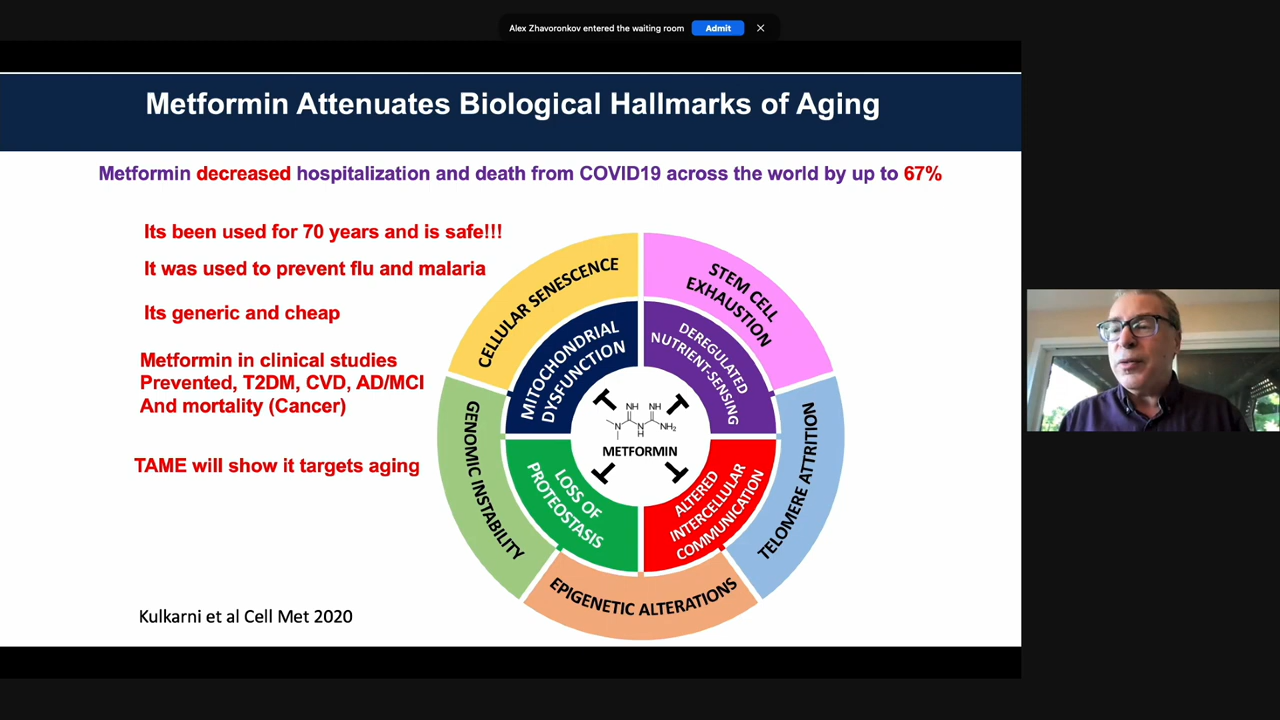 Alex Zhavoronkov entered the waiting room
Admit
Metformin Attenuates Biological Hallmarks of Aging
Metformin decreased hospitalization and death from COVID19 across the world by up to 67%
Its been used for 70 years and is safe!!!
It was used to prevent flu and malaria
Its generic and cheap
Metformin in clinical studies
Prevented, T2DM, CVD, AD/MCI
And mortality (Cancer)
TAME will show it targets aging
Kulkarni et al Cell Met 2020
CELLULAR SENESCENCE
STEM CELL
EXHAUSTION
TELOMERE ATTRITION
EPIGENETIC ALTERATIONS
GENOMIC INSTABILITY
MITOCHONDRIAL
DYSFUNCTION
DEREGULATED
NUTRIENT-SENSING
ALTERED
INTERCELLULAR
COMMUNICATION
LOSS OF
PROTEOSTASIS
NH NH
N N NH₂
H
METFORMIN